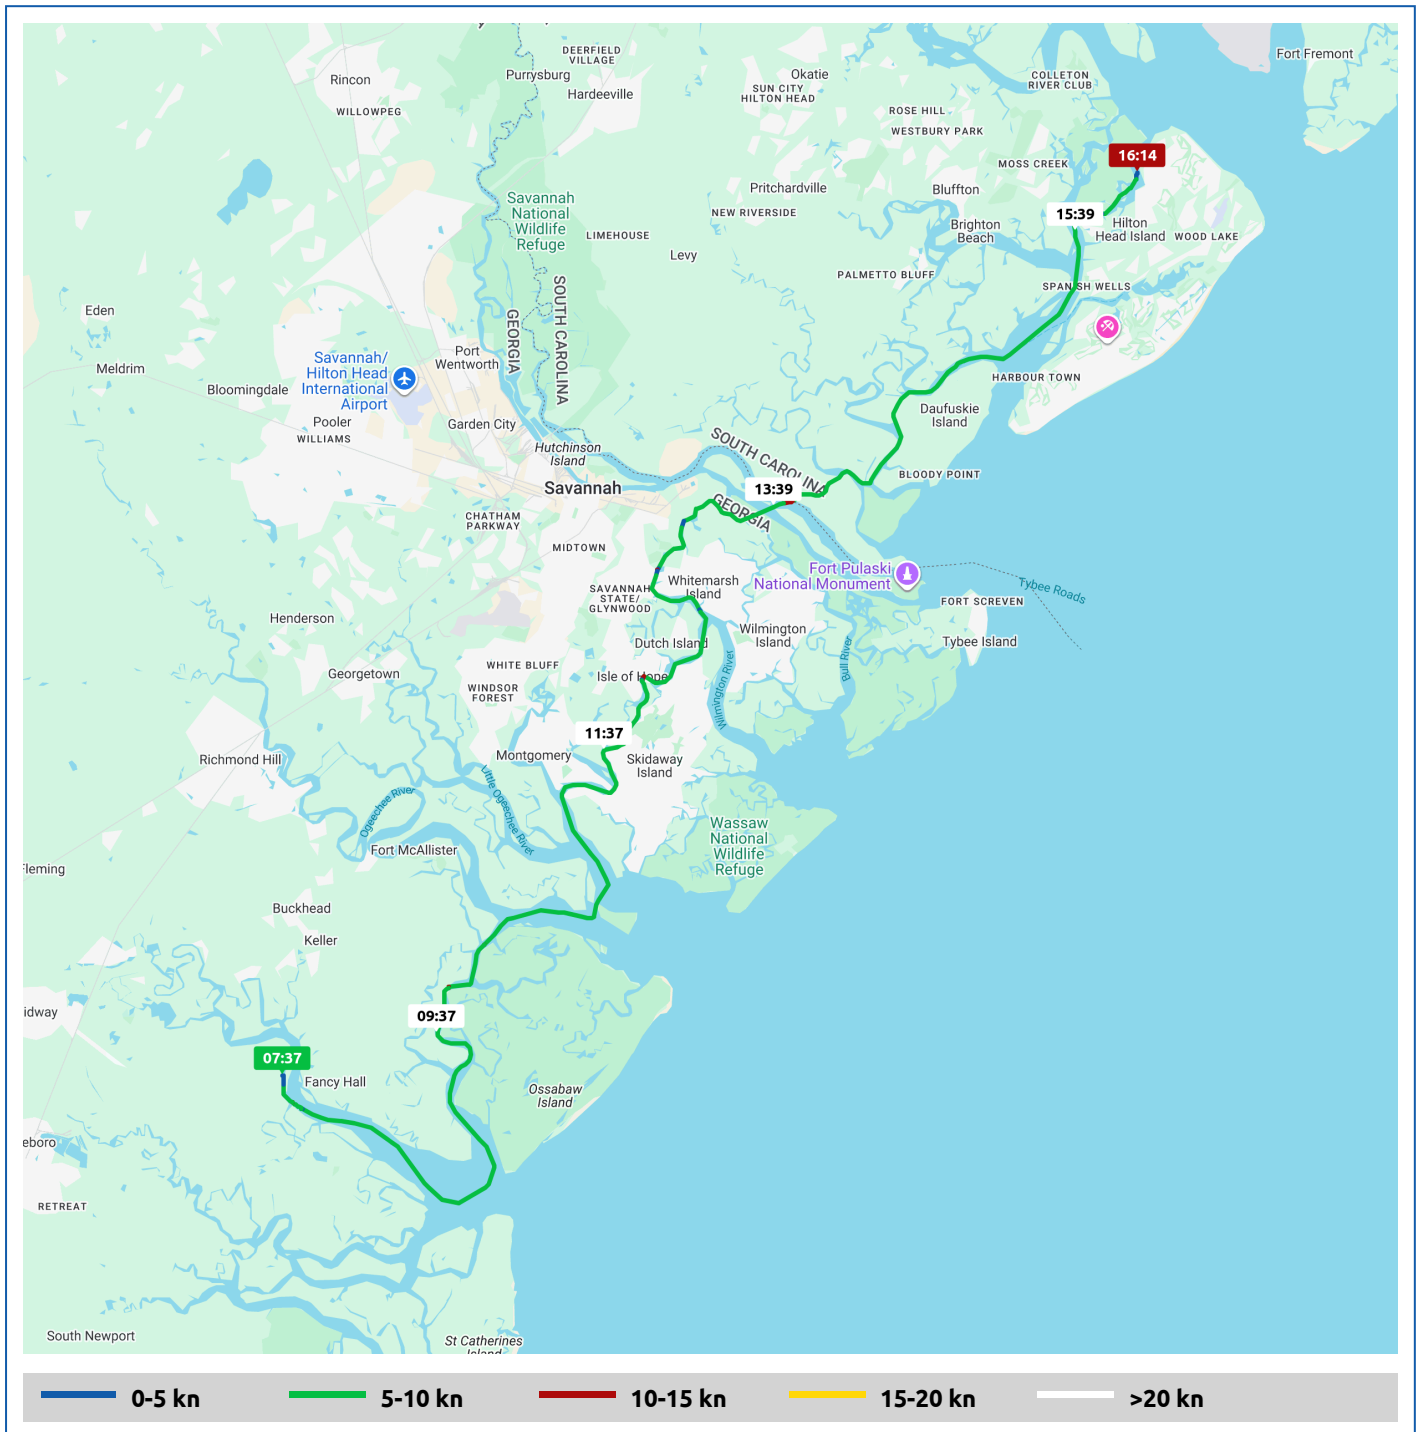 DEERFIELD
VILLAGE
Purrysburg
Hardeeville
Rincon
WILLOWPEG
Okatie
SUN CITY
HILTON HEAD
COLLETON
RIVER CLUB
Fort Fremont
ROSE HILL
WESTBURY PARK
MOSS CREEK
16:14
Pritchardville
Bluffton
NEW RIVERSIDE
15:39
Brighton
Beach
Hilton
Head Island
WOOD LAKE
Savannah
National
Wildlife
Refuge
LIMEHOUSE
Levy
PALMETTO BLUFF
SPANISH WELLS
SOUTH CAROLINA
GEORGIA
Eden
Meldrim
Savannah/
Hilton Head
International
Airport
Port
Wentworth
Bloomingdale
Pooler
WILLIAMS
Garden City
HARBOUR TOWN
Daufuskie
Island
Hutchinson
Island
SOUTH CAROLINA
BLOODY POINT
Savannah
13:39
GEORGIA
CHATHAM
PARKWAY
MIDTOWN
Fort Pulaski
National Monument
Tybee Roads
Whitemarsh
Island
SAVANNAH
STATE/
GLYNWOOD
FORT SCREVEN
Henderson
Wilmington
Island
Dutch Island
Tybee Island
Bull River
WHITE BLUFF
Georgetown
Isle of Hope
Wilmington River
WINDSOR
FOREST
11:37
Montgomery
Skidaway
Island
Richmond Hill
Little Ogeechee River
Ogeechee River
Wassaw
National
Wildlife
Refuge
Fort McAllister
Fleming
Buckhead
Keller
idway
09:37
07:37
Fancy Hall
Ossabaw
Island
eboro
RETREAT
South Newport
St Catherines
Island
0-5 kn
5-10 kn
10-15 kn
15-20 kn
>20 kn